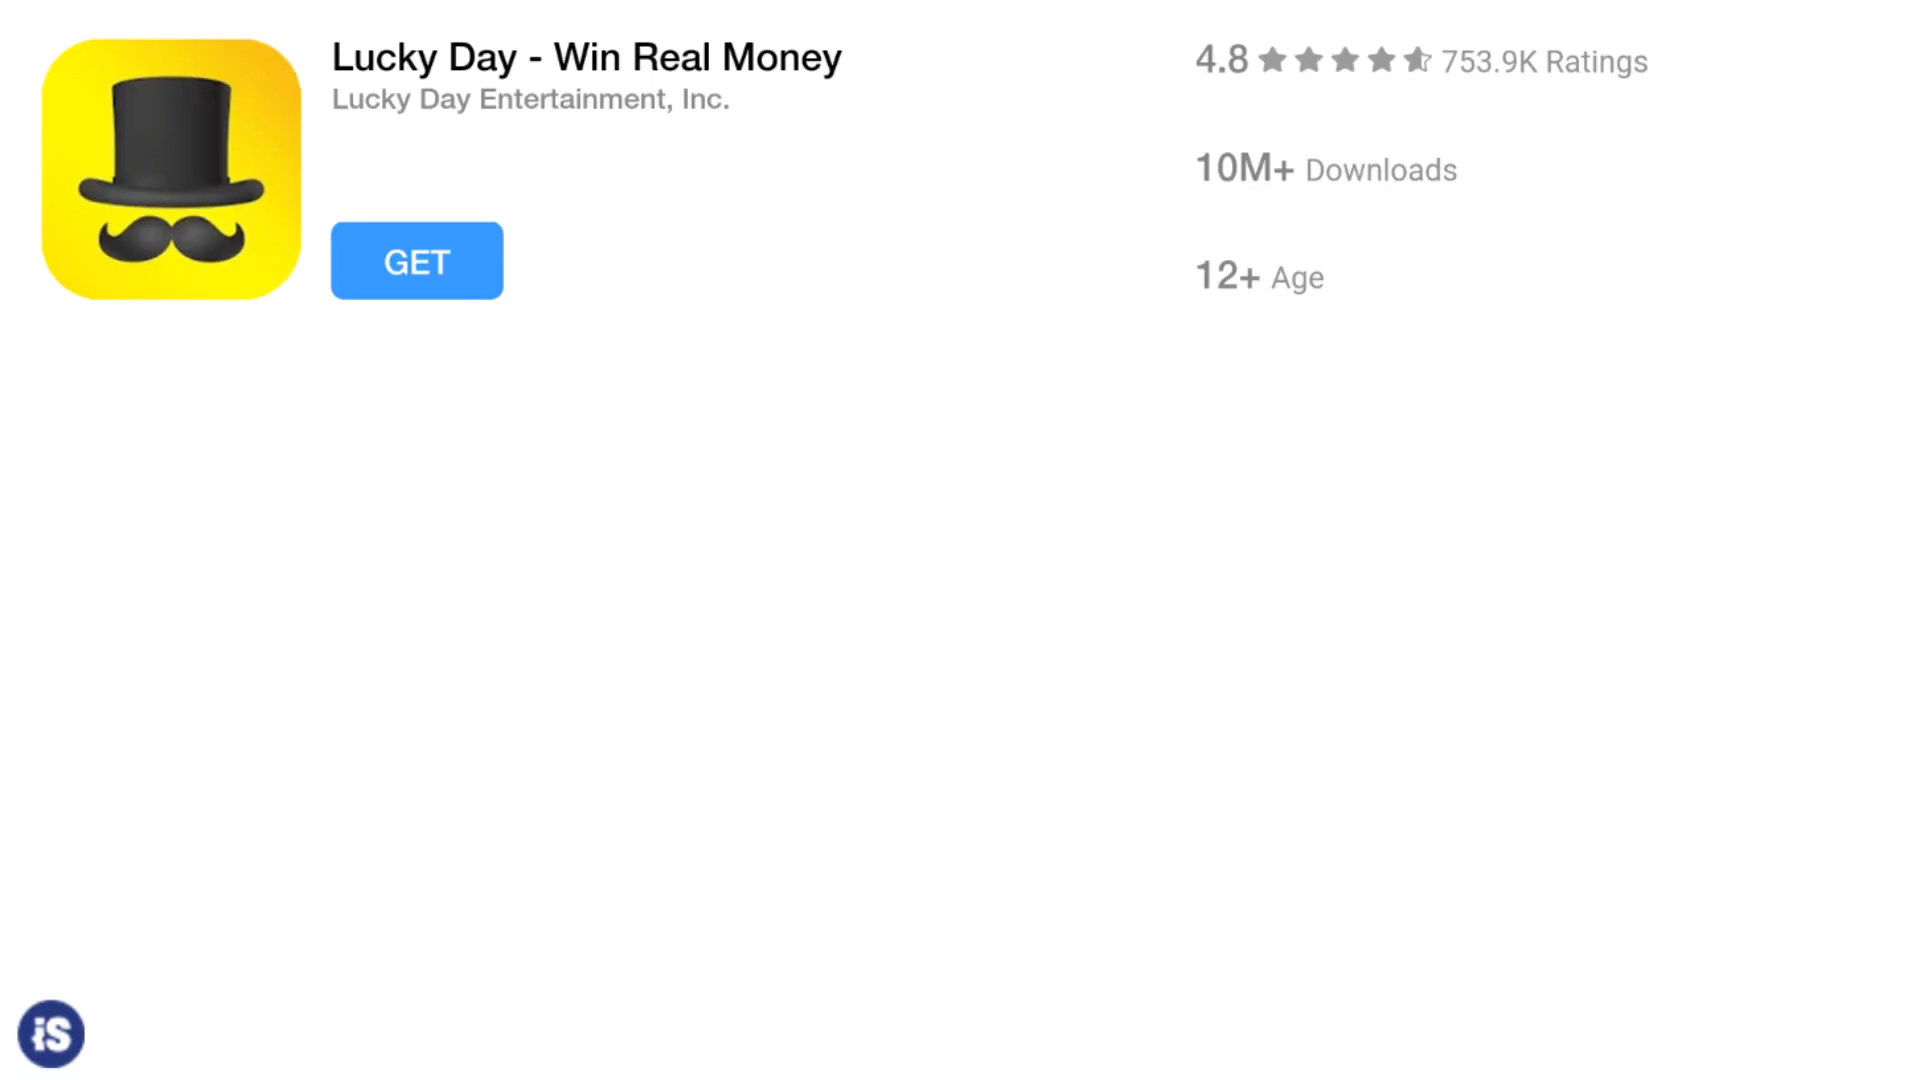 Lucky Day - Win Real Money
Lucky Day Entertainment, Inc.
GET
4.8 ★★★★⯪ 753.9K Ratings
10M+ Downloads
12+ Age
iS